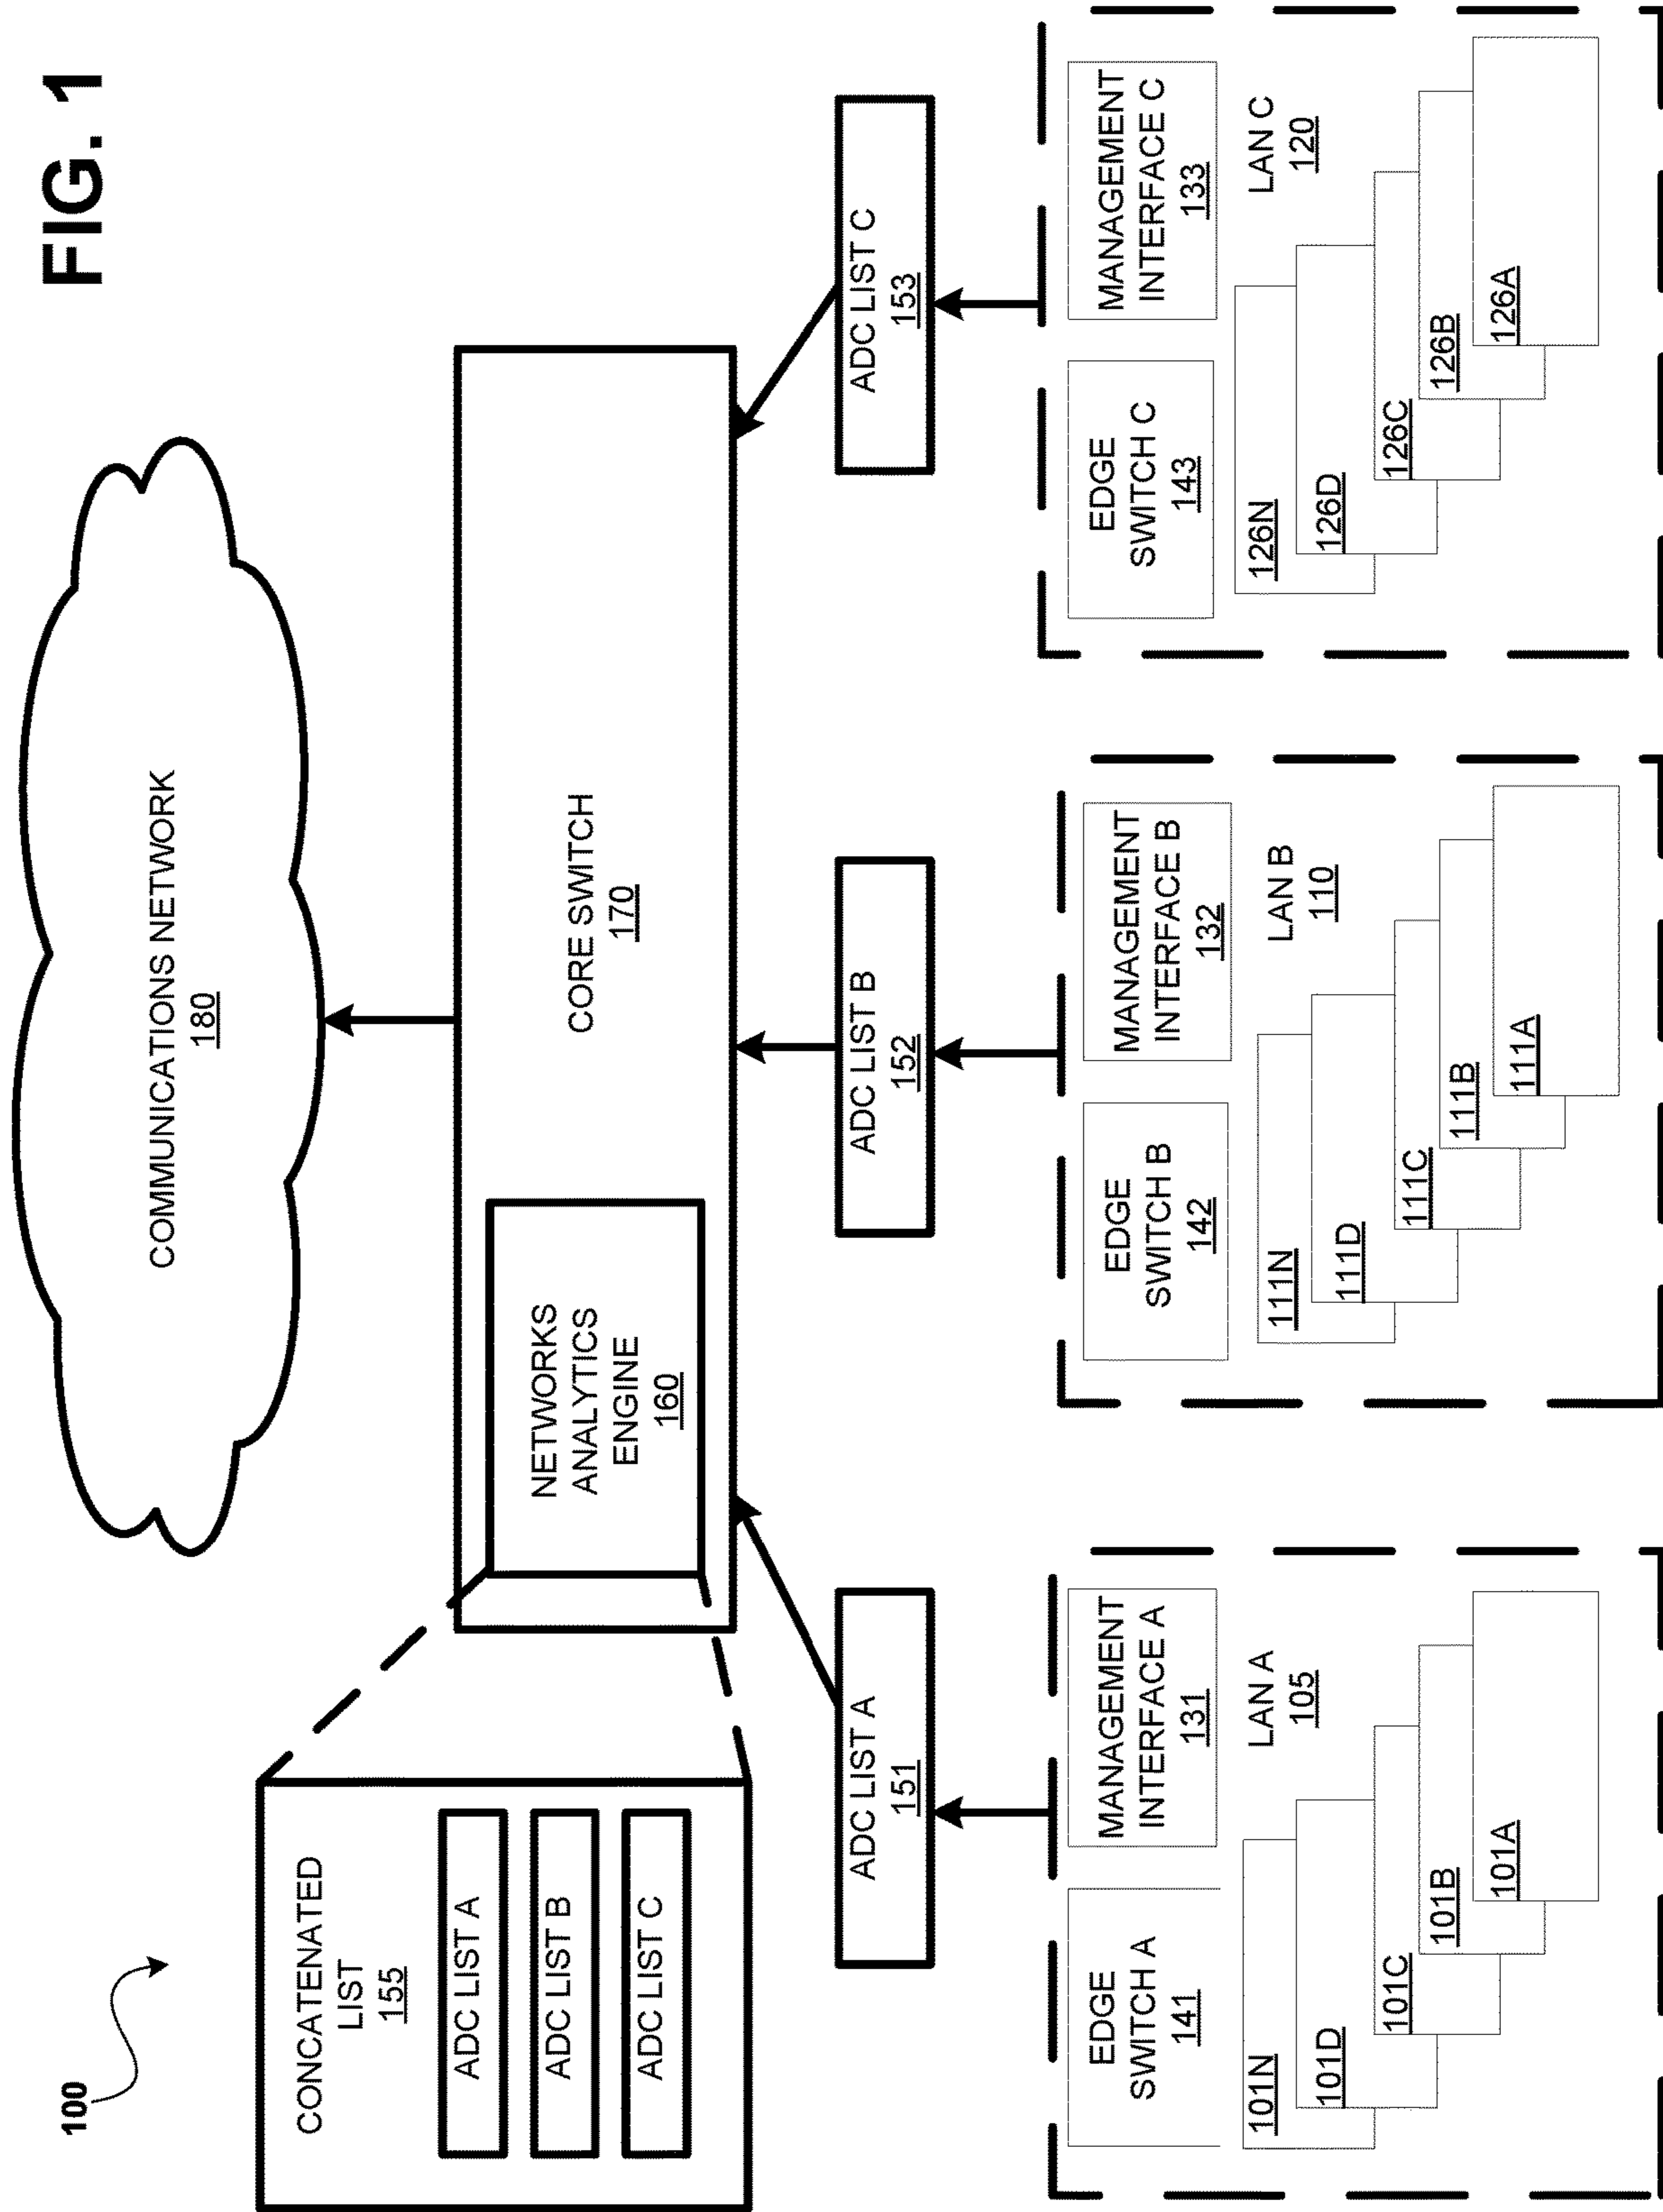 FIG. 1
100
COMMUNICATIONS NETWORK
180
CONCATENATED
LIST
155
ADC LIST A
ADC LIST B
ADC LIST C
NETWORKS
ANALYTICS
ENGINE
160
CORE SWITCH
170
ADC LIST A
151
ADC LIST B
152
ADC LIST C
153
EDGE
SWITCH A
141
MANAGEMENT
INTERFACE A
131
LAN A
105
101N
101D
101C
101B
101A
EDGE
SWITCH B
142
MANAGEMENT
INTERFACE B
132
LAN B
110
111N
111D
111C
111B
111A
EDGE
SWITCH C
143
MANAGEMENT
INTERFACE C
133
LAN C
120
126N
126D
126C
126B
126A